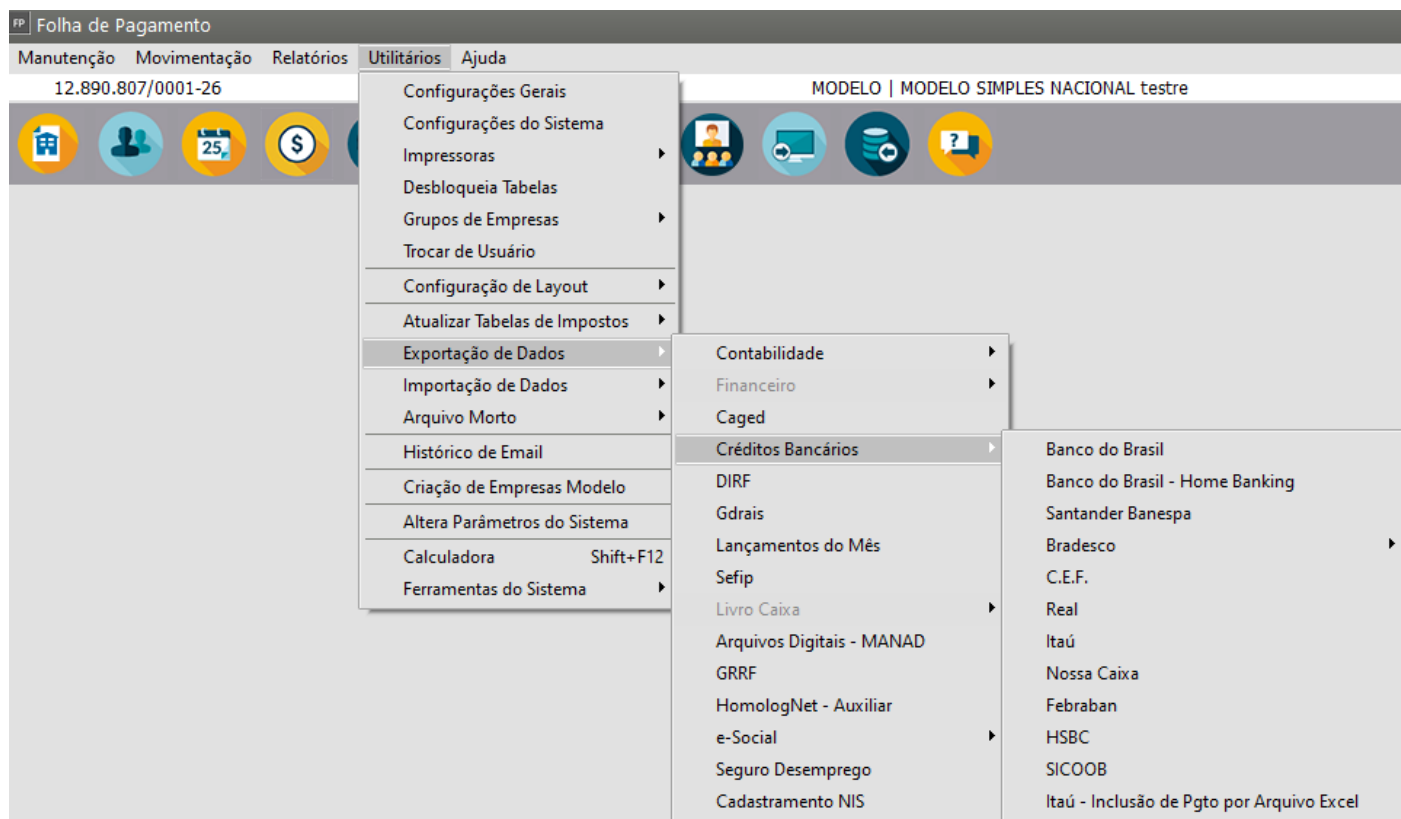 FP Folha de Pagamento
Manutenção Movimentação Relatórios Utilitários Ajuda
12.890.807/0001-26
MODELO | MODELO SIMPLES NACIONAL testre
25
$
?
Configurações Gerais
Configurações do Sistema
Impressoras
Desbloqueia Tabelas
Grupos de Empresas
Trocar de Usuário
Configuração de Layout
Atualizar Tabelas de Impostos
Exportação de Dados
Importação de Dados
Arquivo Morto
Histórico de Email
Criação de Empresas Modelo
Altera Parâmetros do Sistema
Calculadora Shift+F12
Ferramentas do Sistema
Contabilidade
Financeiro
Caged
Créditos Bancários
DIRF
Gdrais
Lançamentos do Mês
Sefip
Livro Caixa
Arquivos Digitais - MANAD
GRRF
HomologNet - Auxiliar
e-Social
Seguro Desemprego
Cadastramento NIS
Banco do Brasil
Banco do Brasil - Home Banking
Santander Banespa
Bradesco
C.E.F.
Real
Itaú
Nossa Caixa
Febraban
HSBC
SICOOB
Itaú - Inclusão de Pgto por Arquivo Excel